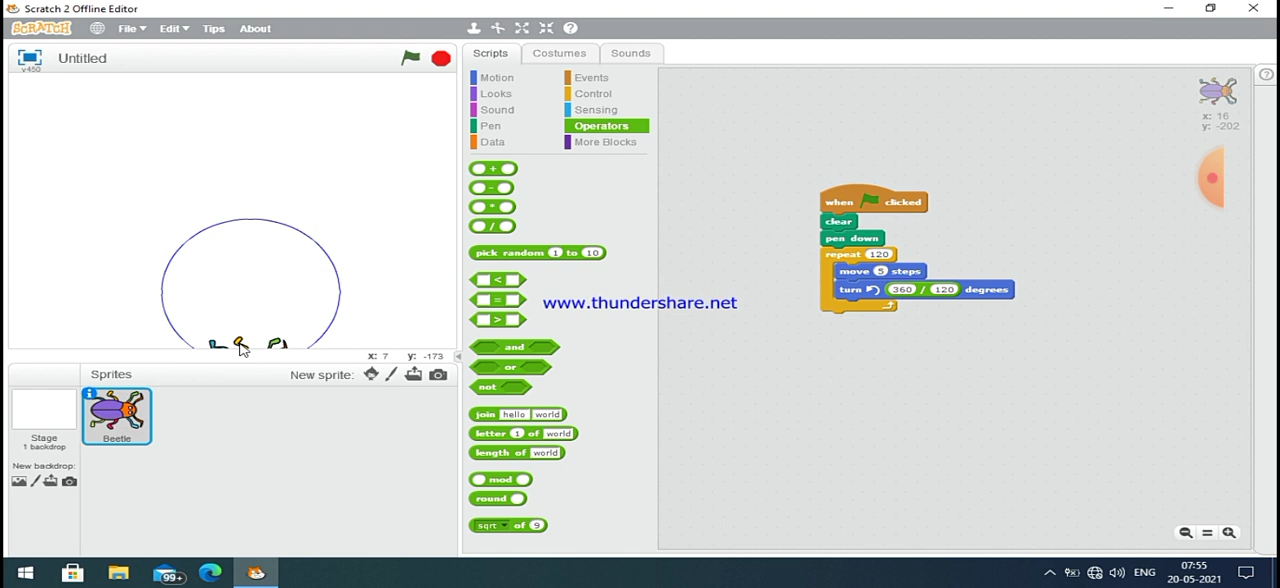 Scratch 2 Offline Editor
SCRATCH File Edit Tips About
v450 Untitled
Scripts Costumes Sounds
Motion Events
Looks Control
Sound Sensing
Pen Operators
Data More Blocks
+
-
*
/
pick random 1 to 10
<
=
>
and
or
not
join hello world
letter 1 of world
length of world
mod
round
sqrt of 9
www.thundershare.net
when clicked
clear
pen down
repeat 120
move 5 steps
turn 360 / 120 degrees
x: 16
y: -202
x: 7 y: -173
Sprites New sprite:
Stage
1 backdrop
New backdrop:
Beetle
99+
ENG
07:55
20-05-2021